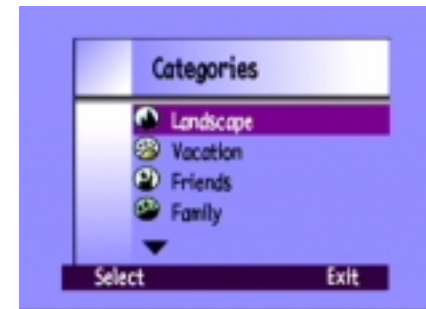 Categories
Landscape
Vacation
Friends
Family
Select Exit